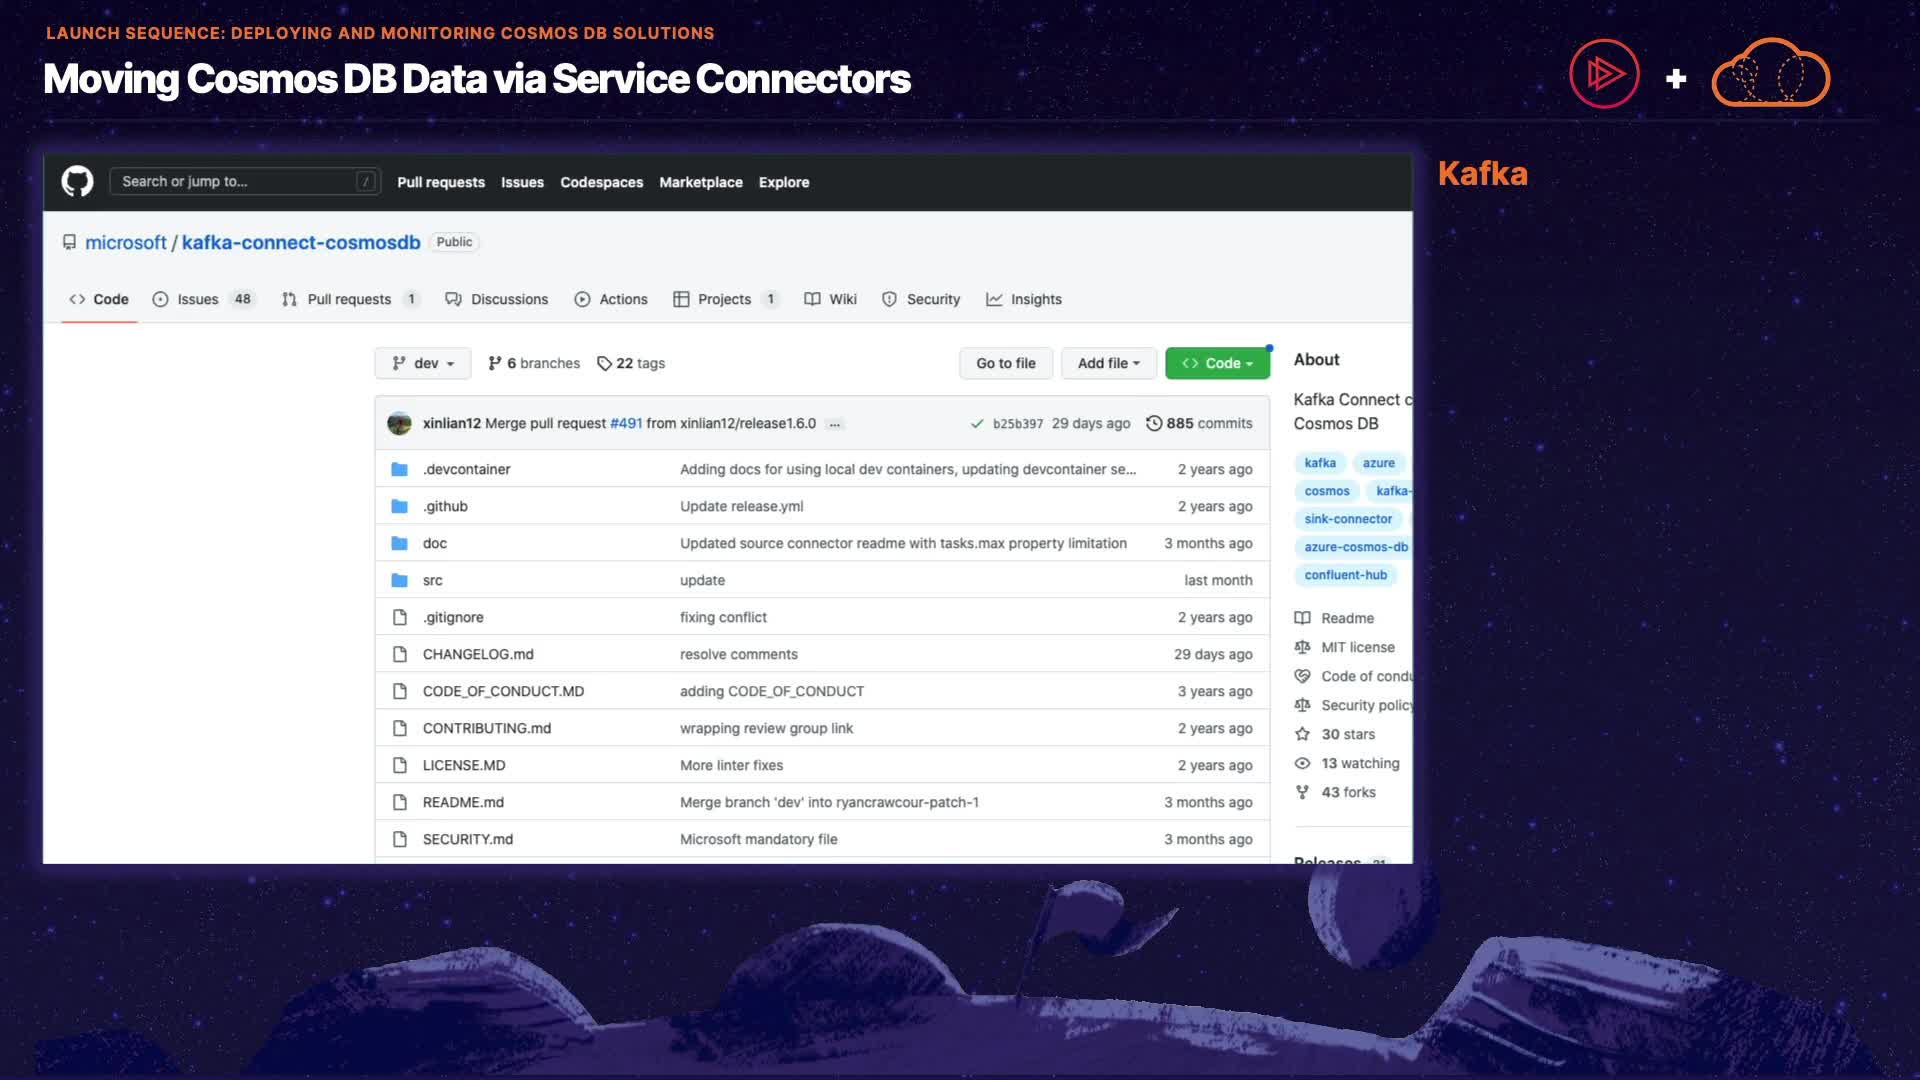 LAUNCH SEQUENCE: DEPLOYING AND MONITORING COSMOS DB SOLUTIONS
Moving Cosmos DB Data via Service Connectors
Kafka
Search or jump to... /
Pull requests Issues Codespaces Marketplace Explore
microsoft / kafka-connect-cosmosdb Public
Code Issues 48 Pull requests 1 Discussions Actions Projects 1 Wiki Security Insights
dev 6 branches 22 tags Go to file Add file Code
xinlian12 Merge pull request #491 from xinlian12/release1.6.0 ... b25b397 29 days ago 885 commits
.devcontainer Adding docs for using local dev containers, updating devcontainer se... 2 years ago
.github Update release.yml 2 years ago
doc Updated source connector readme with tasks.max property limitation 3 months ago
src update last month
.gitignore fixing conflict 2 years ago
CHANGELOG.md resolve comments 29 days ago
CODE_OF_CONDUCT.MD adding CODE_OF_CONDUCT 3 years ago
CONTRIBUTING.md wrapping review group link 2 years ago
LICENSE.MD More linter fixes 2 years ago
README.md Merge branch 'dev' into ryancrawcour-patch-1 3 months ago
SECURITY.md Microsoft mandatory file 3 months ago
About
Kafka Connect c
Cosmos DB
kafka azure
cosmos kafka-
sink-connector
azure-cosmos-db
confluent-hub
Readme
MIT license
Code of condu
Security policy
30 stars
13 watching
43 forks
Releases 21